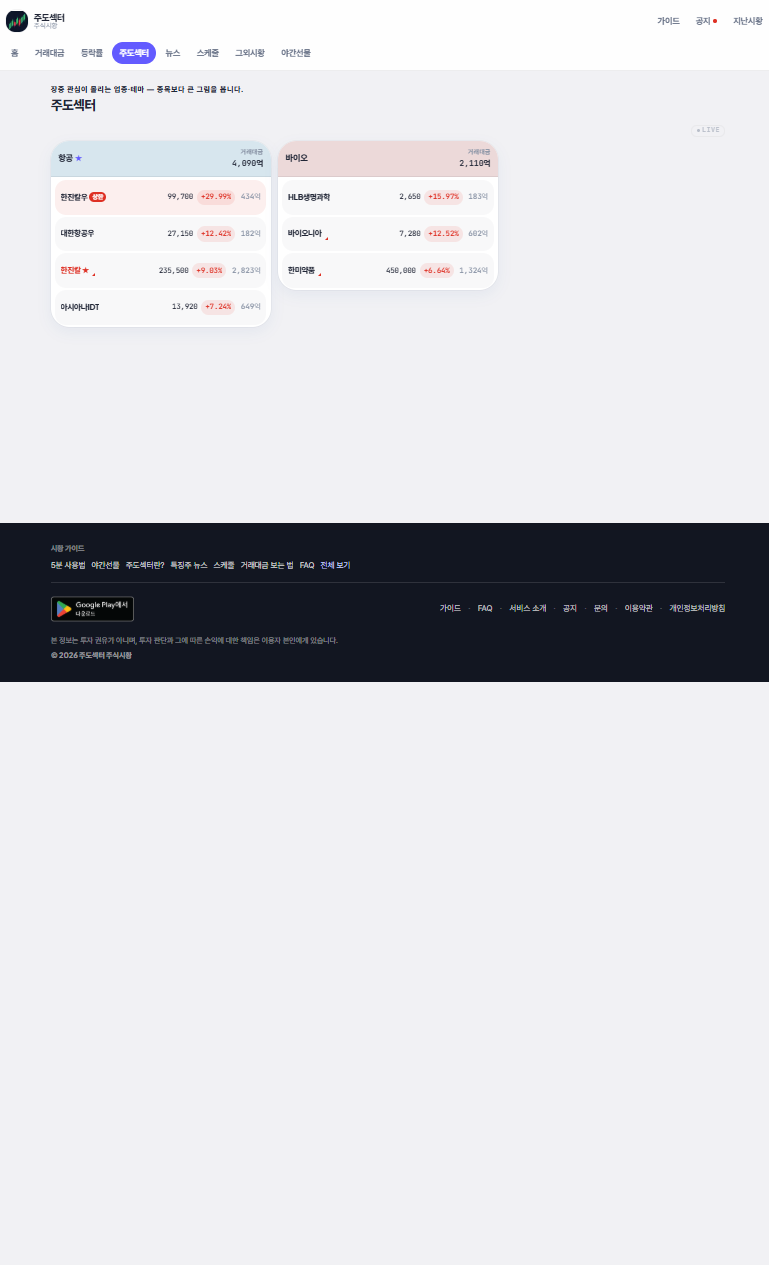 주도섹터
주식시황
가이드 공지 지난시황
홈 거래대금 등락률 주도섹터 뉴스 스케줄 그외시황 야간선물
장중 관심이 몰리는 업종·테마 — 종목보다 큰 그림을 봅니다.
주도섹터
LIVE
항공 ★ 거래대금
4,090억
한진칼우 상한 99,700 +29.99% 434억
대한항공우 27,150 +12.42% 182억
한진칼 ★ 235,500 +9.03% 2,823억
아시아나IDT 13,920 +7.24% 649억
바이오 거래대금
2,110억
HLB생명과학 2,650 +15.97% 183억
바이오니아 7,280 +12.52% 602억
한미약품 450,000 +6.64% 1,324억
시황 가이드
5분 사용법 야간선물 주도섹터란? 특징주 뉴스 스케줄 거래대금 보는 법 FAQ 전체 보기
Google Play에서
다운로드
가이드 · FAQ · 서비스 소개 · 공지 · 문의 · 이용약관 · 개인정보처리방침
본 정보는 투자 권유가 아니며, 투자 판단과 그에 따른 손익에 대한 책임은 이용자 본인에게 있습니다.
© 2026 주도섹터 주식시황